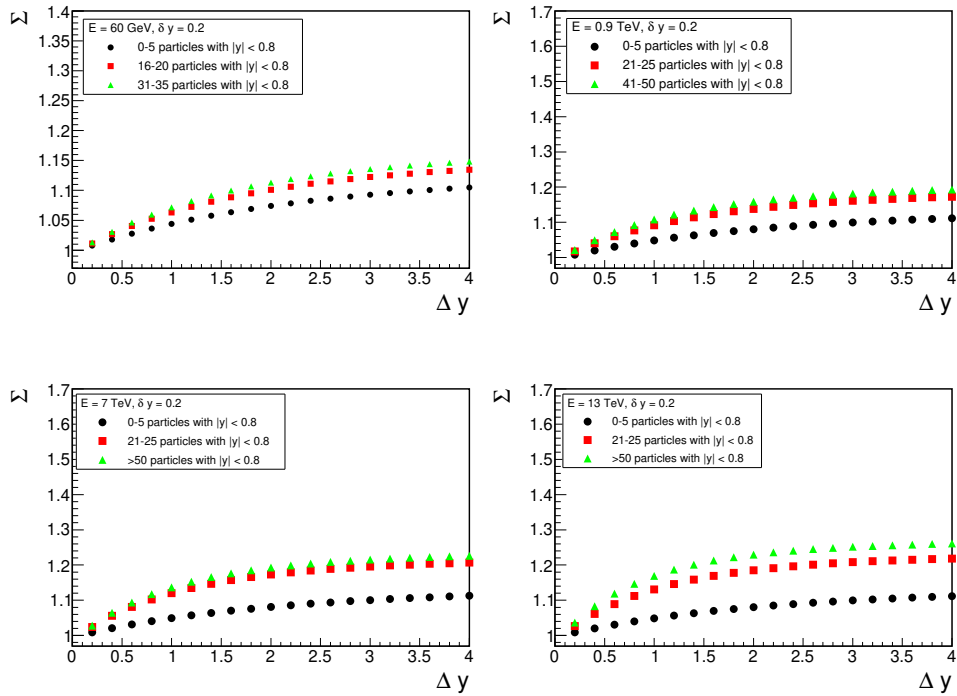 Σ
1.4
1.35
1.3
1.25
1.2
1.15
1.1
1.05
1
E = 60 GeV, δ y = 0.2
0-5 particles with |y| < 0.8
16-20 particles with |y| < 0.8
31-35 particles with |y| < 0.8
0 0.5 1 1.5 2 2.5 3 3.5 4
Δ y
Σ
1.7
1.6
1.5
1.4
1.3
1.2
1.1
1
E = 0.9 TeV, δ y = 0.2
0-5 particles with |y| < 0.8
21-25 particles with |y| < 0.8
41-50 particles with |y| < 0.8
0 0.5 1 1.5 2 2.5 3 3.5 4
Δ y
Σ
1.7
1.6
1.5
1.4
1.3
1.2
1.1
1
E = 7 TeV, δ y = 0.2
0-5 particles with |y| < 0.8
21-25 particles with |y| < 0.8
>50 particles with |y| < 0.8
0 0.5 1 1.5 2 2.5 3 3.5 4
Δ y
Σ
1.7
1.6
1.5
1.4
1.3
1.2
1.1
1
E = 13 TeV, δ y = 0.2
0-5 particles with |y| < 0.8
21-25 particles with |y| < 0.8
>50 particles with |y| < 0.8
0 0.5 1 1.5 2 2.5 3 3.5 4
Δ y